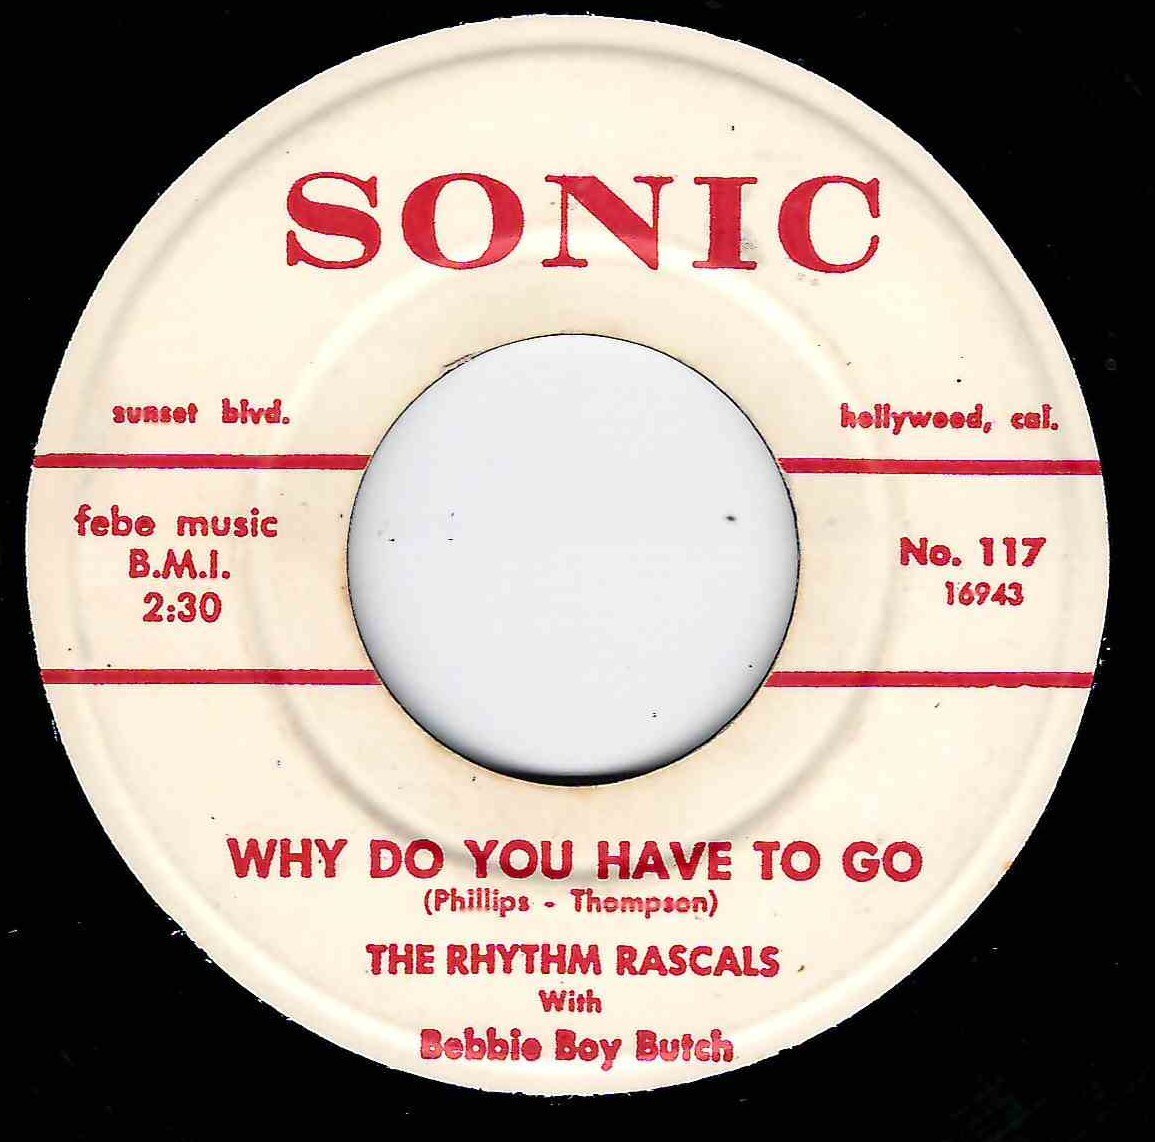 SONIC
sunset blvd.
hollywood, cal.
febe music
B.M.I.
2:30
No. 117
16943
WHY DO YOU HAVE TO GO
(Phillips - Thompson)
THE RHYTHM RASCALS
With
Bobbie Boy Butch